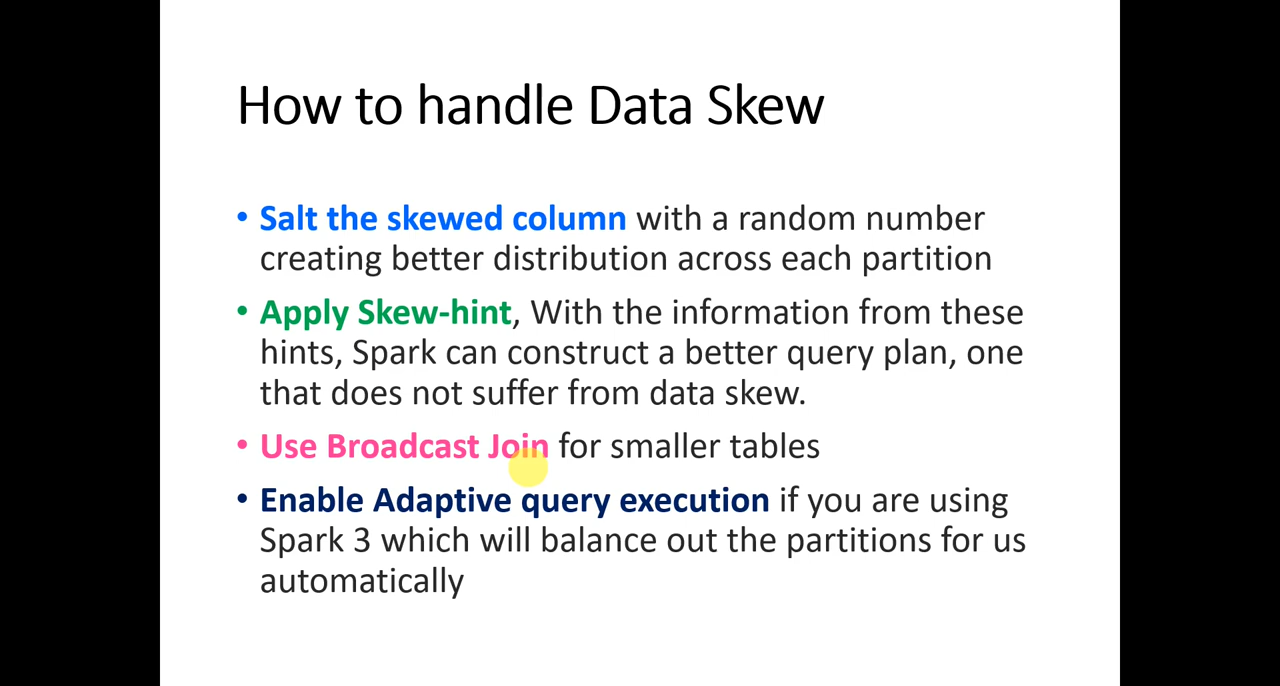 How to handle Data Skew
• Salt the skewed column with a random number
creating better distribution across each partition
• Apply Skew-hint, With the information from these
hints, Spark can construct a better query plan, one
that does not suffer from data skew.
• Use Broadcast Join for smaller tables
• Enable Adaptive query execution if you are using
Spark 3 which will balance out the partitions for us
automatically